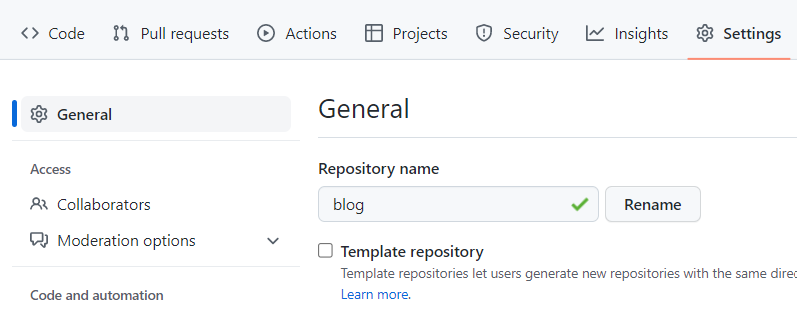 Code Pull requests Actions Projects Security Insights Settings
General
Access
Collaborators
Moderation options
Code and automation
General
Repository name
blog Rename
Template repository
Template repositories let users generate new repositories with the same
Learn more.